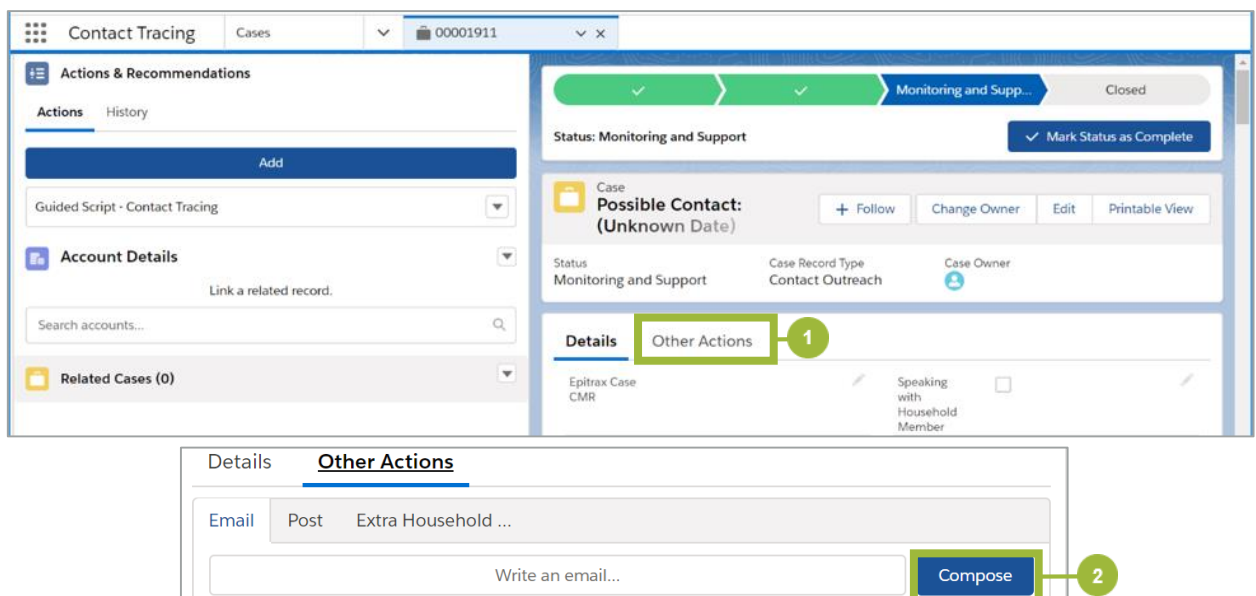 Contact Tracing
Cases
00001911
Actions & Recommendations
Actions
History
Add
Guided Script - Contact Tracing
Account Details
Link a related record.
Search accounts...
Related Cases (0)
Monitoring and Supp...
Closed
Status: Monitoring and Support
Mark Status as Complete
Case
Possible Contact:
(Unknown Date)
+ Follow
Change Owner
Edit
Printable View
Status
Monitoring and Support
Case Record Type
Contact Outreach
Case Owner
Details
Other Actions
1
Epitrax Case
CMR
Speaking
with
Household
Member
Details
Other Actions
Email
Post
Extra Household ...
Write an email...
Compose
2